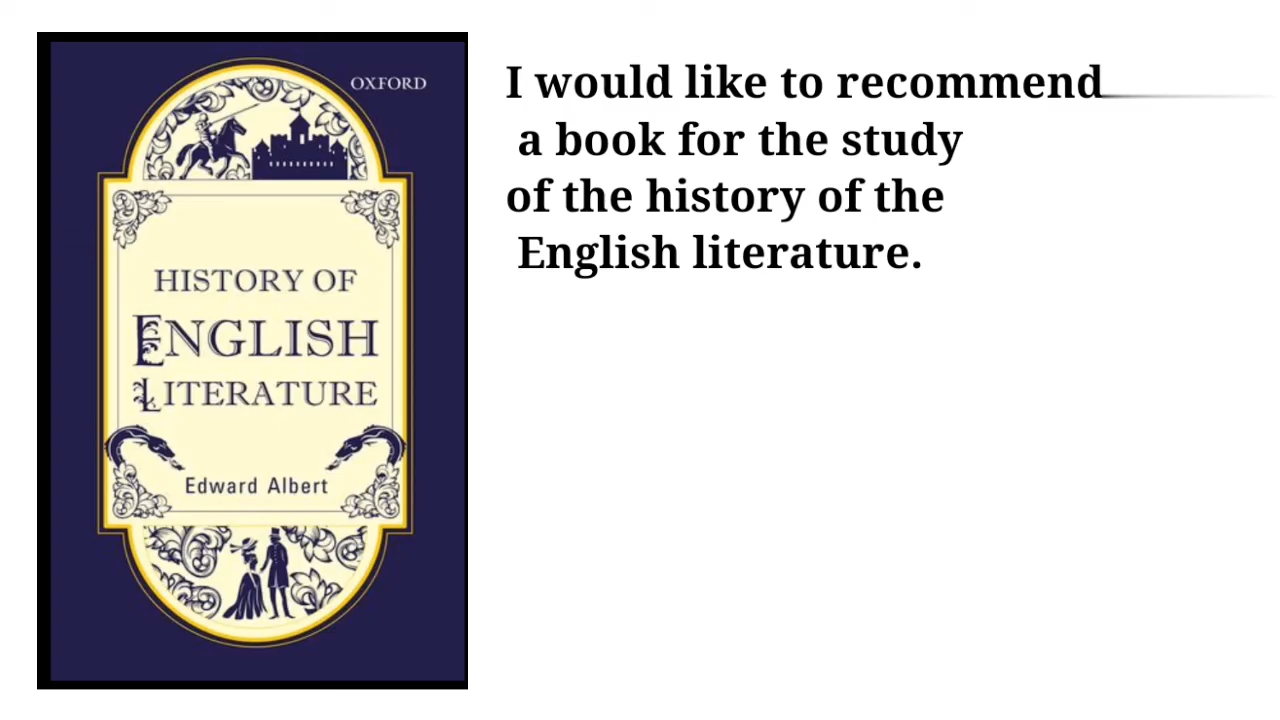 OXFORD
HISTORY OF
ENGLISH
LITERATURE
Edward Albert
I would like to recommend
a book for the study
of the history of the
English literature.